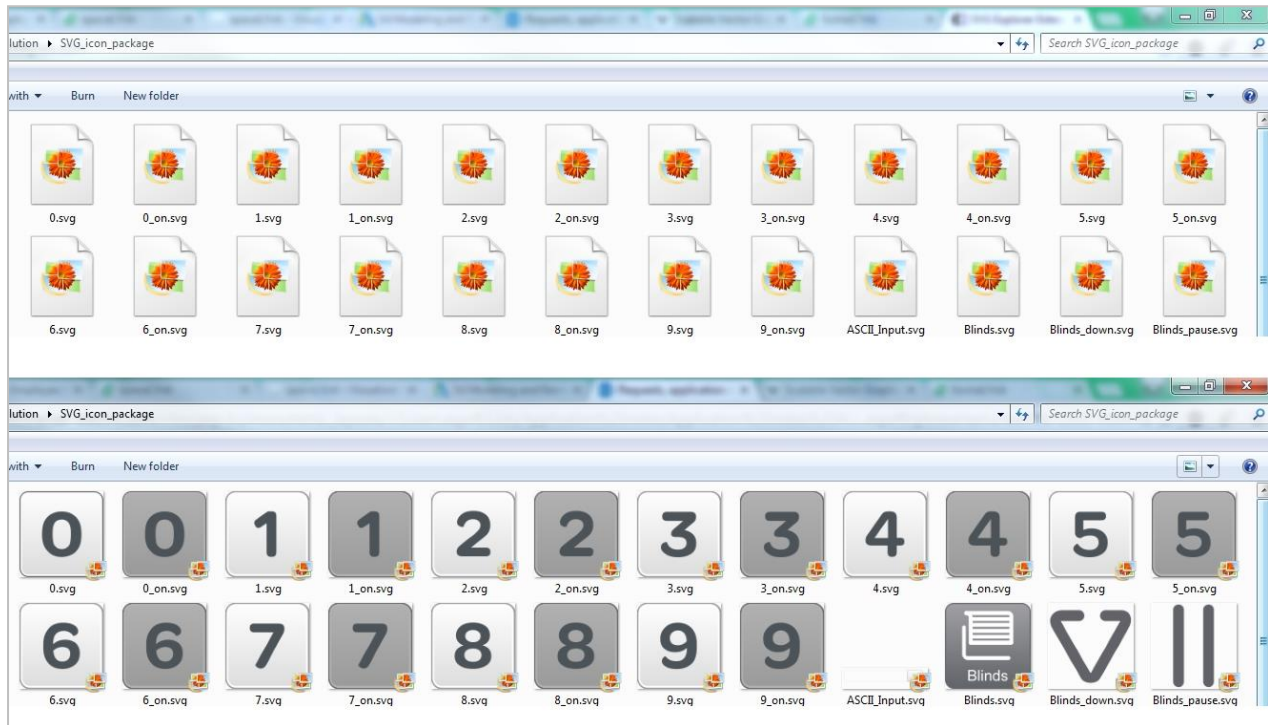 lution ▸ SVG_icon_package
Search SVG_icon_package
with Burn New folder
0.svg 0_on.svg 1.svg 1_on.svg 2.svg 2_on.svg 3.svg 3_on.svg 4.svg 4_on.svg 5.svg 5_on.svg
6.svg 6_on.svg 7.svg 7_on.svg 8.svg 8_on.svg 9.svg 9_on.svg ASCII_Input.svg Blinds.svg Blinds_down.svg Blinds_pause.svg
lution ▸ SVG_icon_package
Search SVG_icon_package
with Burn New folder
0 0 1 1 2 2 3 3 4 4 5 5
0.svg 0_on.svg 1.svg 1_on.svg 2.svg 2_on.svg 3.svg 3_on.svg 4.svg 4_on.svg 5.svg 5_on.svg
6 6 7 7 8 8 9 9
Blinds
6.svg 6_on.svg 7.svg 7_on.svg 8.svg 8_on.svg 9.svg 9_on.svg ASCII_Input.svg Blinds.svg Blinds_down.svg Blinds_pause.svg